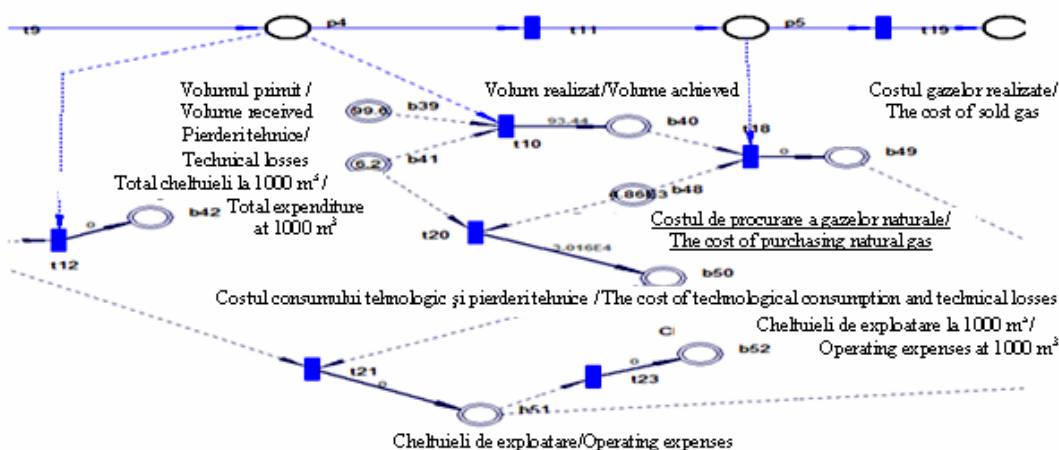 t9 p4 t11 p5 t19
Volumul primit /
Volume received
Pierderi tehnice/
Technical losses
Total cheltuieli la 1000 m³ /
Total expenditure
at 1000 m³
99.6 b39
6.2 b41
Volum realizat/Volume achieved
93.44 b40
t10
t18
Costul gazelor realizate/
The cost of sold gas
0 b49
b48
0 b42
t12
t20
Costul de procurare a gazelor naturale/
The cost of purchasing natural gas
3.016E4 b50
Costul consumului tehnologic și pierderi tehnice /The cost of technological consumption and technical losses
Cheltuieli de exploatare la 1000 m³/
Operating expenses at 1000 m³
0 b52
t21
0
t23
b51
Cheltuieli de exploatare/Operating expenses